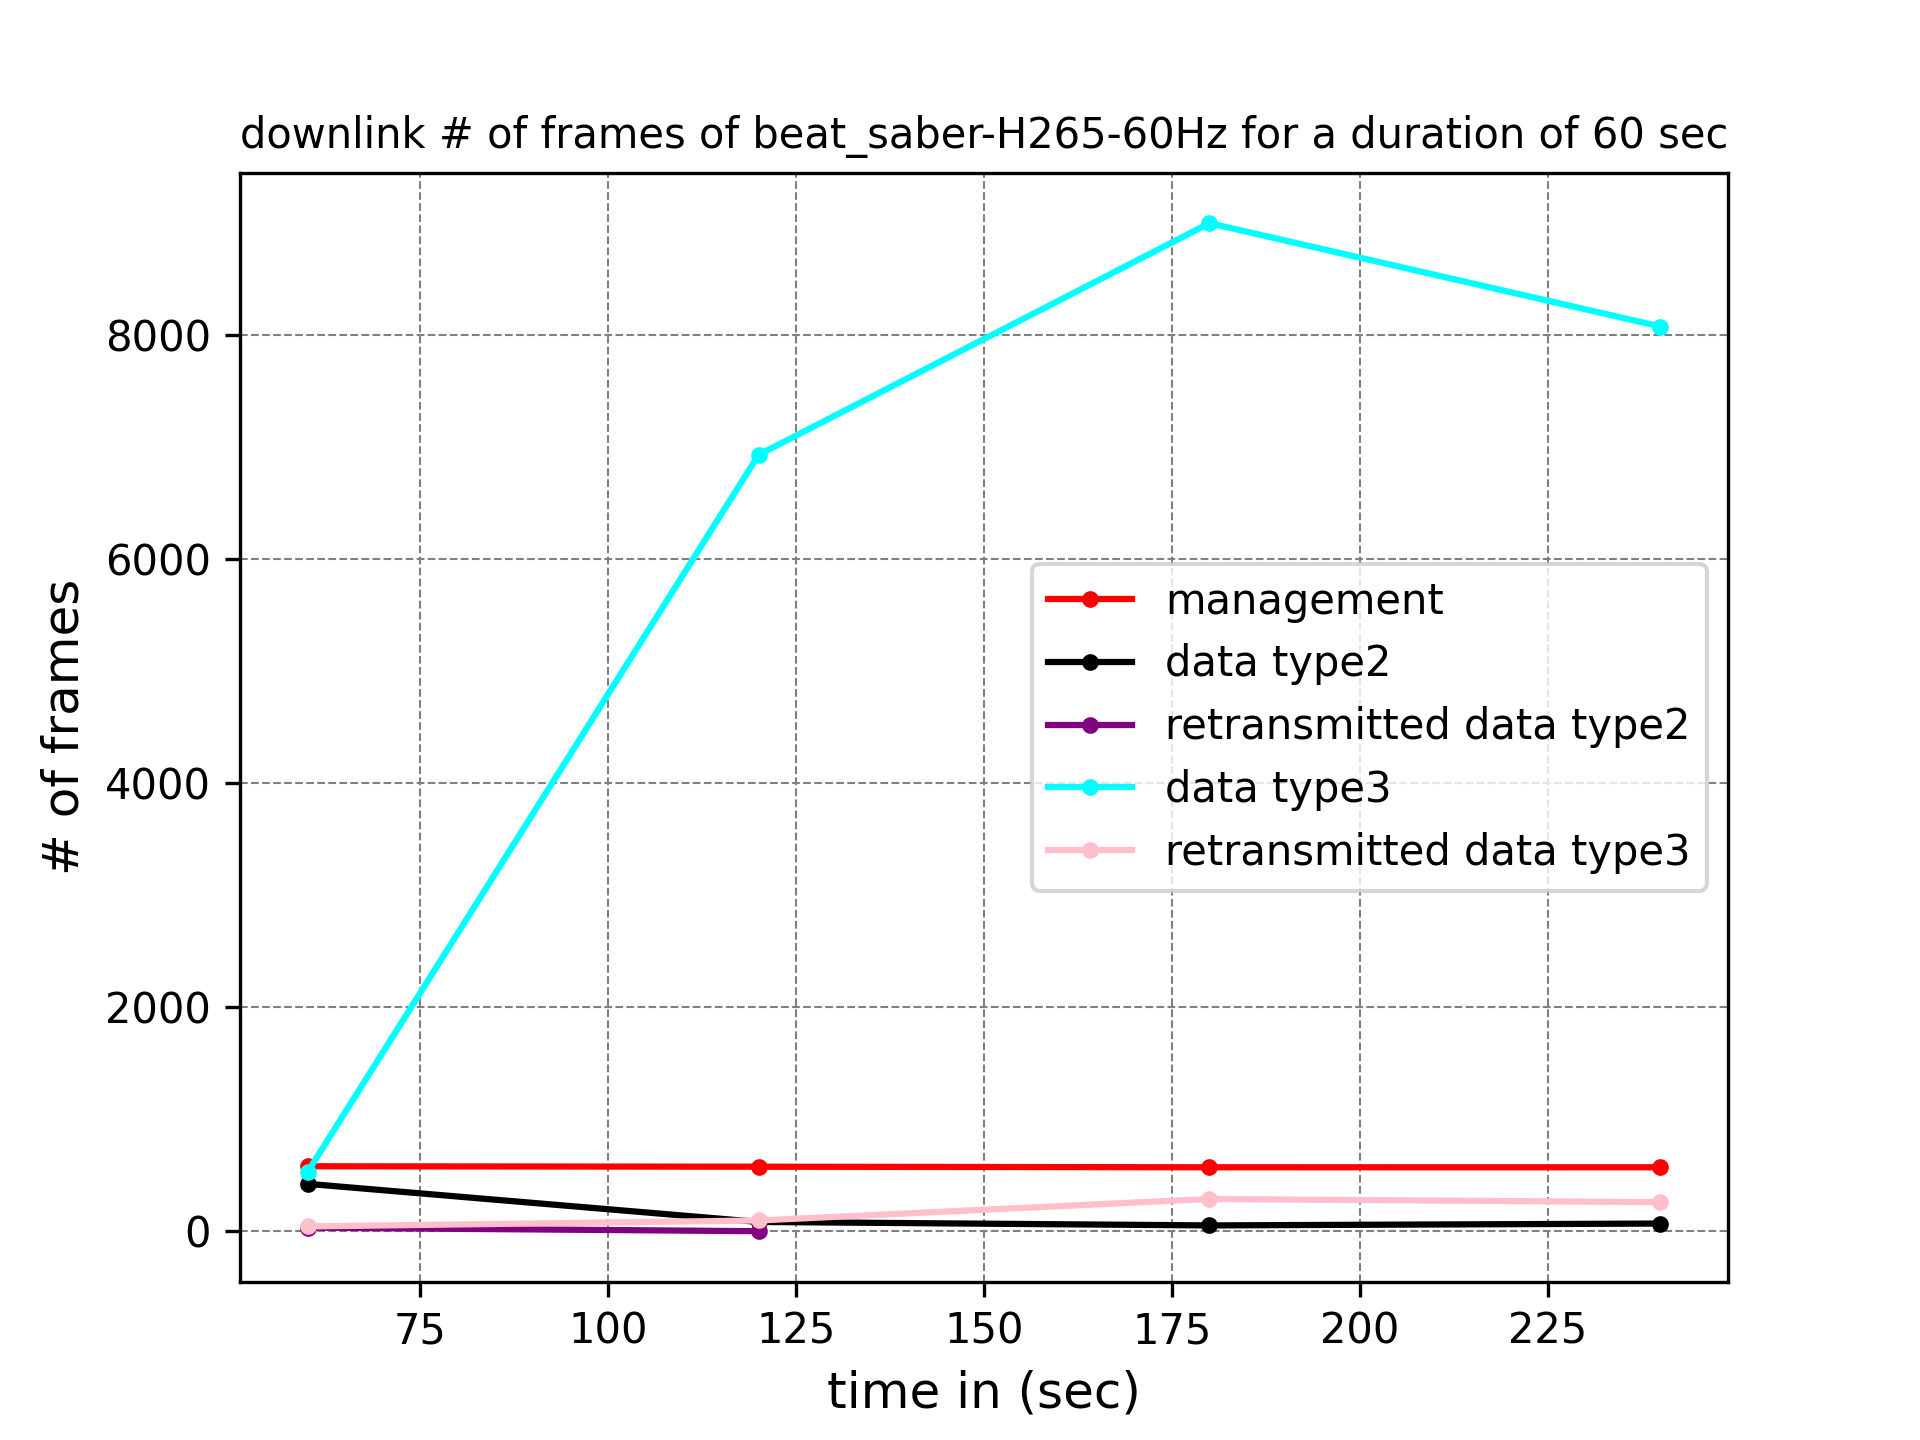 downlink # of frames of beat_saber-H265-60Hz for a duration of 60 sec
8000
6000
4000
2000
0
# of frames
management
data type2
retransmitted data type2
data type3
retransmitted data type3
75 100 125 150 175 200 225
time in (sec)